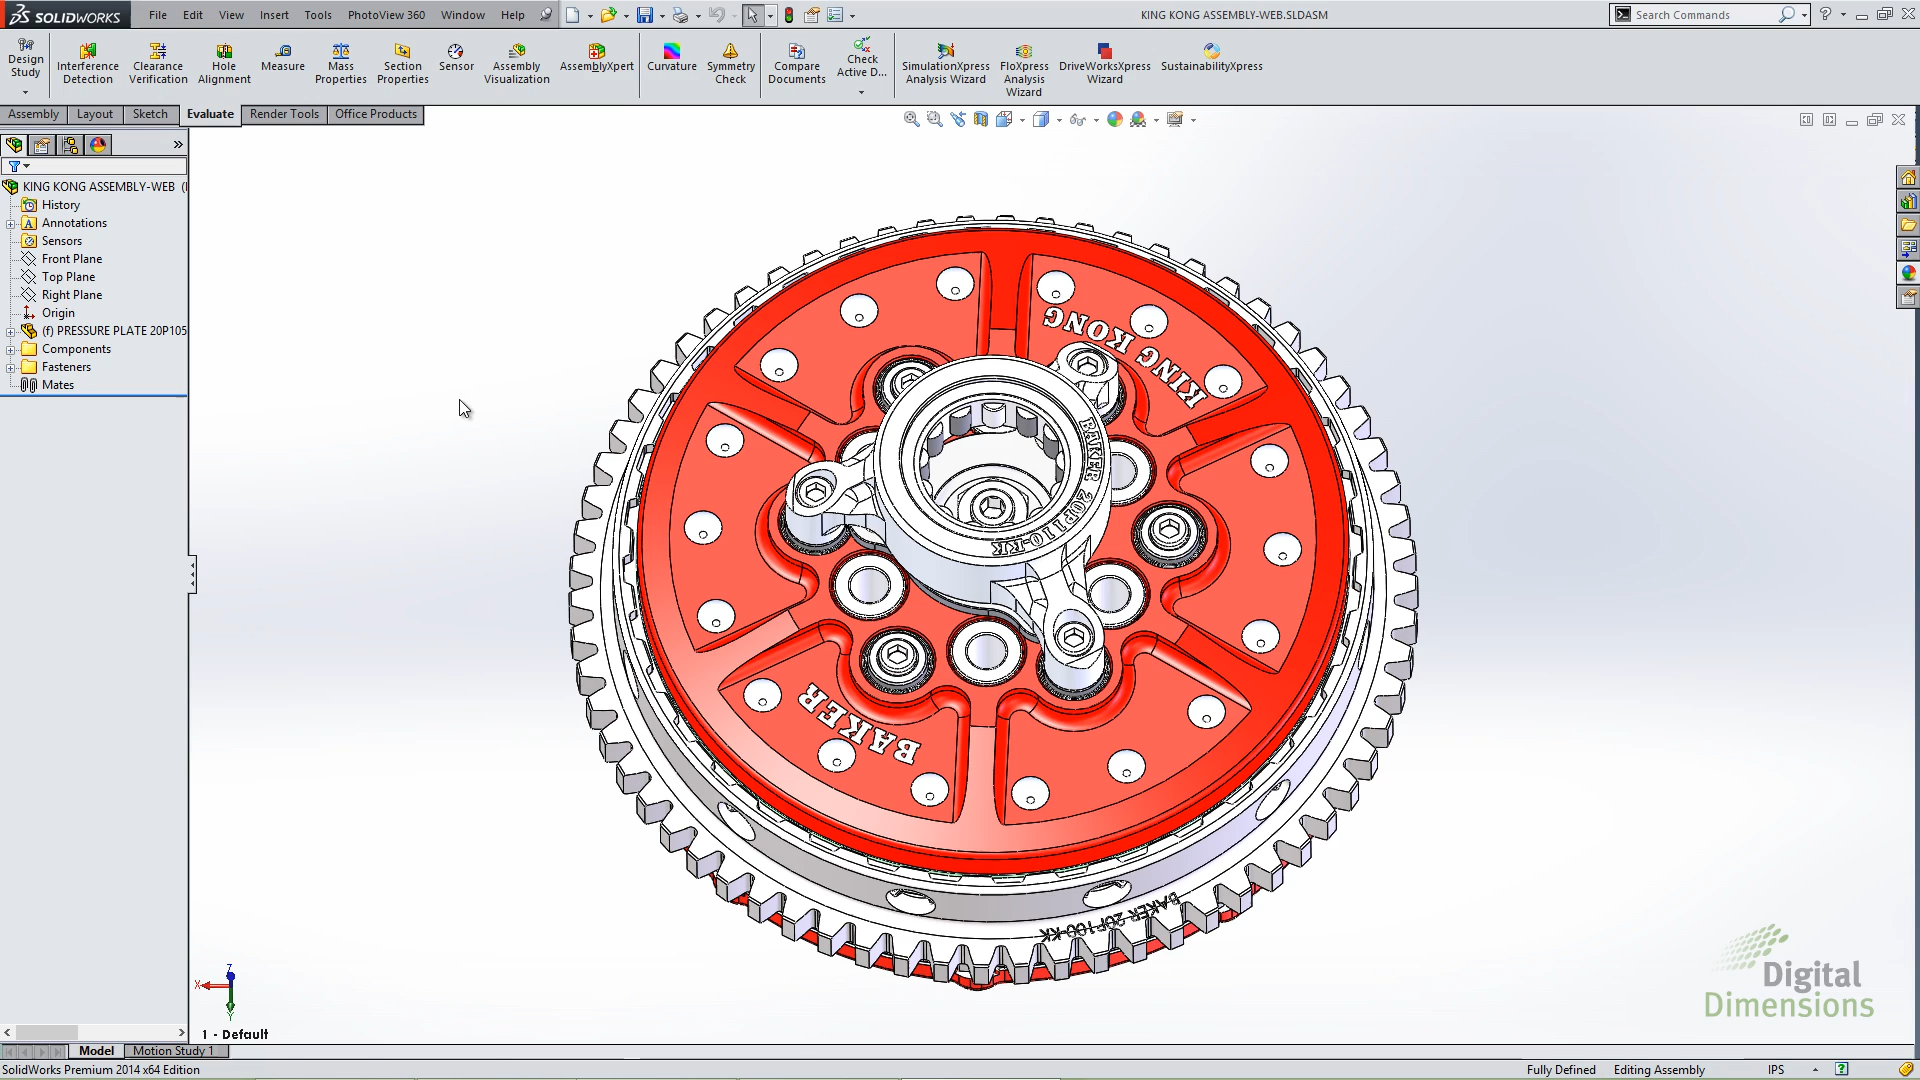 SOLIDWORKS File Edit View Insert Tools PhotoView 360 Window Help KING KONG ASSEMBLY-WEB.SLDASM Search Commands ?
Design Study
Interference Detection
Clearance Verification
Hole Alignment
Measure
Mass Properties
Section Properties
Sensor
Assembly Visualization
AssemblyXpert
Curvature
Symmetry Check
Compare Documents
Check Active D...
SimulationXpress Analysis Wizard
FloXpress Analysis Wizard
DriveWorksXpress Wizard
SustainabilityXpress
Assembly Layout Sketch Evaluate Render Tools Office Products
KING KONG ASSEMBLY-WEB (
History
Annotations
Sensors
Front Plane
Top Plane
Right Plane
Origin
(f) PRESSURE PLATE 20P105
Components
Fasteners
Mates
KING KONG
BAKER 20P110-KK
BAKER
BAKER 20P100-KK
Z
X
Y
1 - Default
Digital
Dimensions
Model Motion Study 1
SolidWorks Premium 2014 x64 Edition Fully Defined Editing Assembly IPS ?